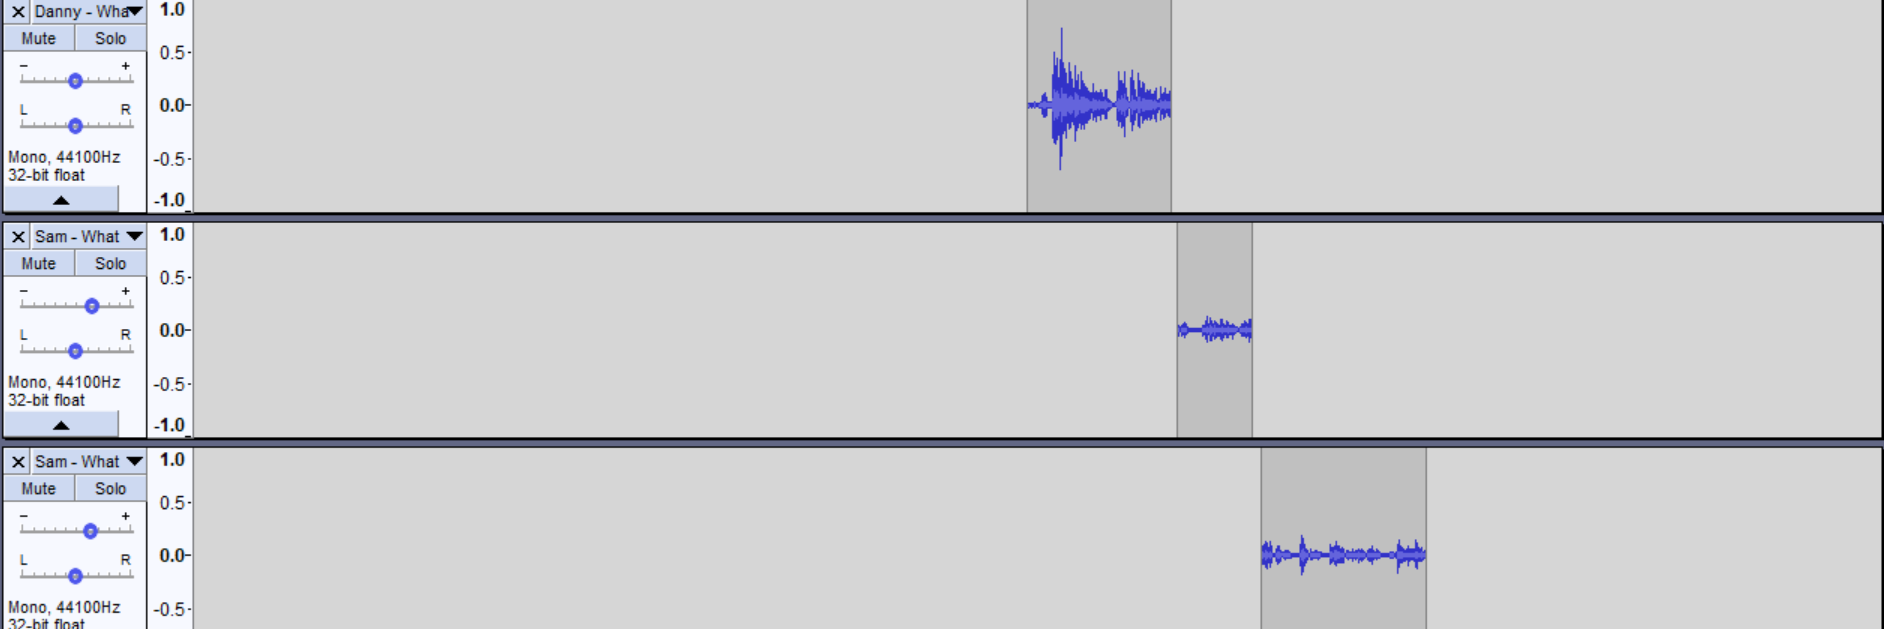 X Danny - Wha
Mute Solo
- +
L R
Mono, 44100Hz
32-bit float
1.0
0.5-
0.0-
-0.5-
-1.0
X Sam - What
Mute Solo
- +
L R
Mono, 44100Hz
32-bit float
1.0
0.5-
0.0-
-0.5-
-1.0
X Sam - What
Mute Solo
- +
L R
Mono, 44100Hz
32-bit float
1.0
0.5-
0.0-
-0.5-